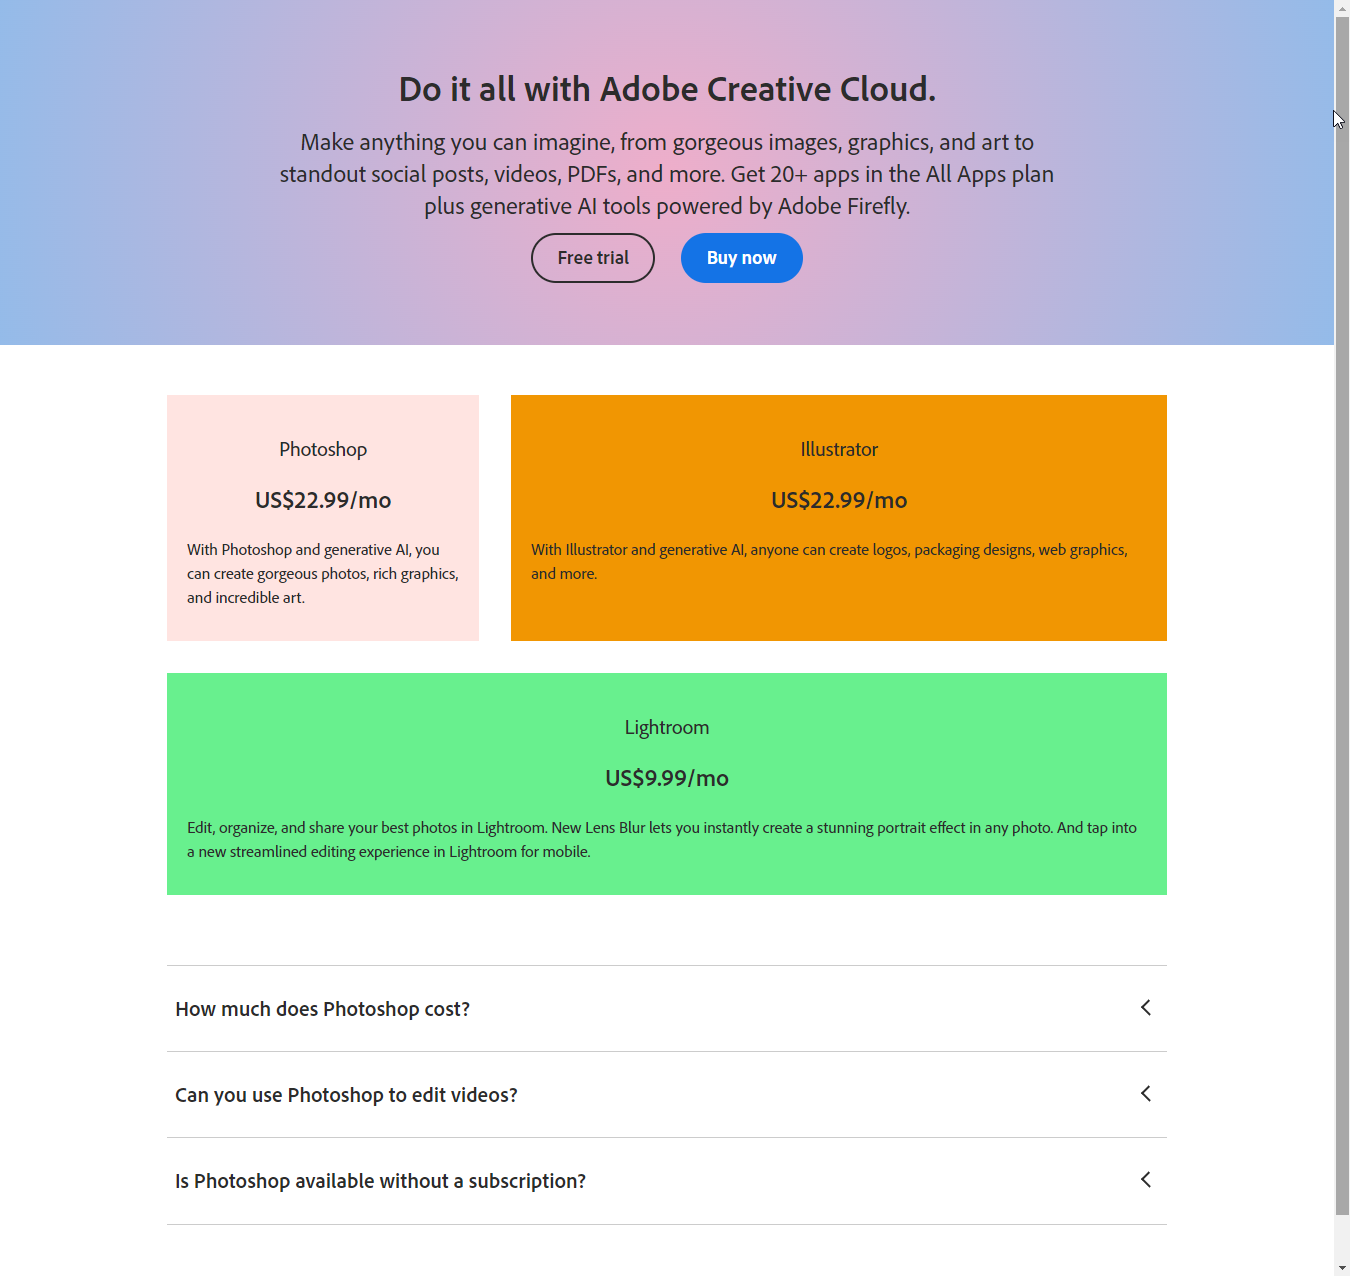 Do it all with Adobe Creative Cloud.
Make anything you can imagine, from gorgeous images, graphics, and art to
standout social posts, videos, PDFs, and more. Get 20+ apps in the All Apps plan
plus generative AI tools powered by Adobe Firefly.
Free trial
Buy now
Photoshop
US$22.99/mo
With Photoshop and generative AI, you
can create gorgeous photos, rich graphics,
and incredible art.
Illustrator
US$22.99/mo
With Illustrator and generative AI, anyone can create logos, packaging designs, web graphics,
and more.
Lightroom
US$9.99/mo
Edit, organize, and share your best photos in Lightroom. New Lens Blur lets you instantly create a stunning portrait effect in any photo. And tap into
a new streamlined editing experience in Lightroom for mobile.
How much does Photoshop cost?
Can you use Photoshop to edit videos?
Is Photoshop available without a subscription?